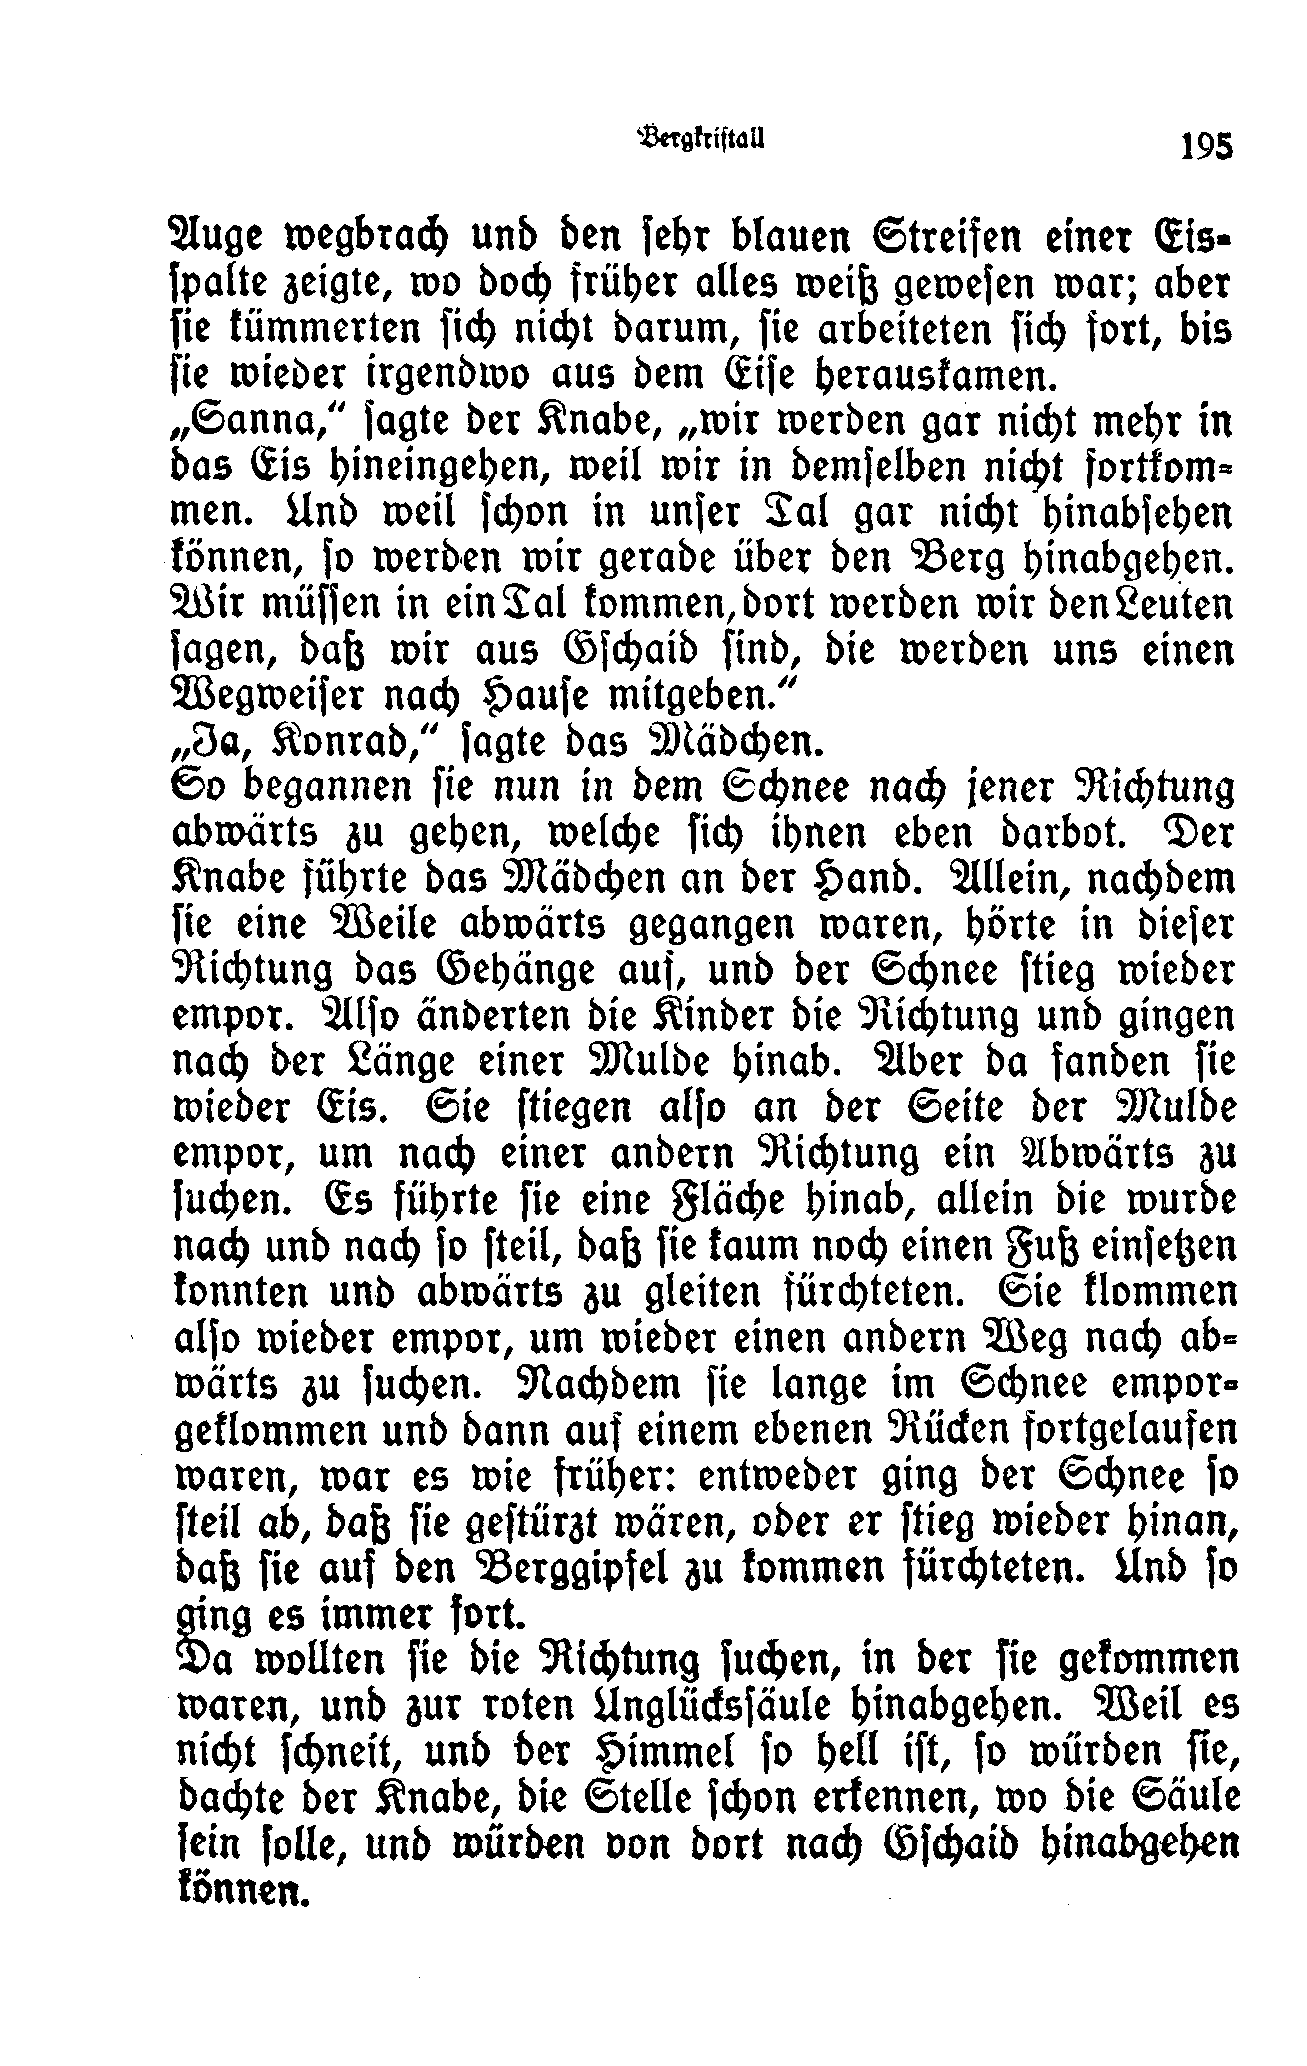 Bergkristall
195
Auge wegbrach und den sehr blauen Streifen einer Eis-
spalte zeigte, wo doch früher alles weiß gewesen war; aber
sie kümmerten sich nicht darum, sie arbeiteten sich fort, bis
sie wieder irgendwo aus dem Eise herauskamen.
„Sanna,“ sagte der Knabe, „wir werden gar nicht mehr in
das Eis hineingehen, weil wir in demselben nicht fortkom-
men. Und weil schon in unser Tal gar nicht hinabsehen
können, so werden wir gerade über den Berg hinabgehen.
Wir müssen in ein Tal kommen, dort werden wir den Leuten
sagen, daß wir aus Gschaid sind, die werden uns einen
Wegweiser nach Hause mitgeben.“
„Ja, Konrad,“ sagte das Mädchen.
So begannen sie nun in dem Schnee nach jener Richtung
abwärts zu gehen, welche sich ihnen eben darbot. Der
Knabe führte das Mädchen an der Hand. Allein, nachdem
sie eine Weile abwärts gegangen waren, hörte in dieser
Richtung das Gehänge auf, und der Schnee stieg wieder
empor. Also änderten die Kinder die Richtung und gingen
nach der Länge einer Mulde hinab. Aber da fanden sie
wieder Eis. Sie stiegen also an der Seite der Mulde
empor, um nach einer andern Richtung ein Abwärts zu
suchen. Es führte sie eine Fläche hinab, allein die wurde
nach und nach so steil, daß sie kaum noch einen Fuß einsetzen
konnten und abwärts zu gleiten fürchteten. Sie klommen
also wieder empor, um wieder einen andern Weg nach ab-
wärts zu suchen. Nachdem sie lange im Schnee empor-
geklommen und dann auf einem ebenen Rücken fortgelaufen
waren, war es wie früher: entweder ging der Schnee so
steil ab, daß sie gestürzt wären, oder er stieg wieder hinan,
daß sie auf den Berggipfel zu kommen fürchteten. Und so
ging es immer fort.
Da wollten sie die Richtung suchen, in der sie gekommen
waren, und zur roten Unglückssäule hinabgehen. Weil es
nicht schneit, und der Himmel so hell ist, so würden sie,
dachte der Knabe, die Stelle schon erkennen, wo die Säule
sein solle, und würden von dort nach Gschaid hinabgehen
können.